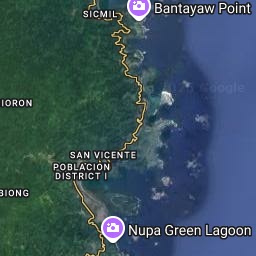 Bantayaw Point
SICMIL
IORON
SAN VICENTE
POBLACION
DISTRICT I
BIONG
Nupa Green Lagoon